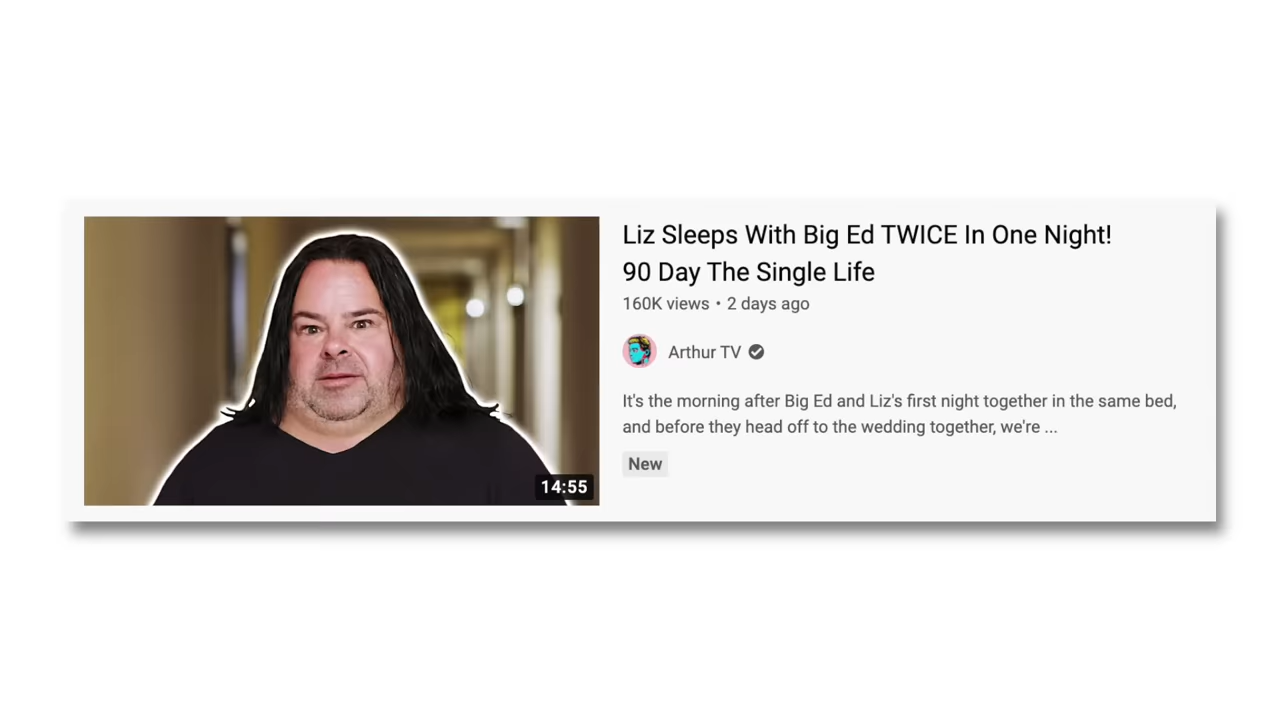 Liz Sleeps With Big Ed TWICE In One Night!
90 Day The Single Life
160K views • 2 days ago
Arthur TV
It's the morning after Big Ed and Liz's first night together in the same bed,
and before they head off to the wedding together, we're ...
New
14:55